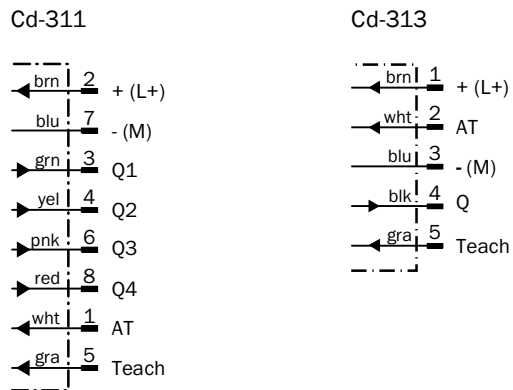 Cd-311
brn 2 + (L+)
blu 7 - (M)
grn 3 Q1
yel 4 Q2
pnk 6 Q3
red 8 Q4
wht 1 AT
gra 5 Teach
Cd-313
brn 1 + (L+)
wht 2 AT
blu 3 - (M)
blk 4 Q
gra 5 Teach